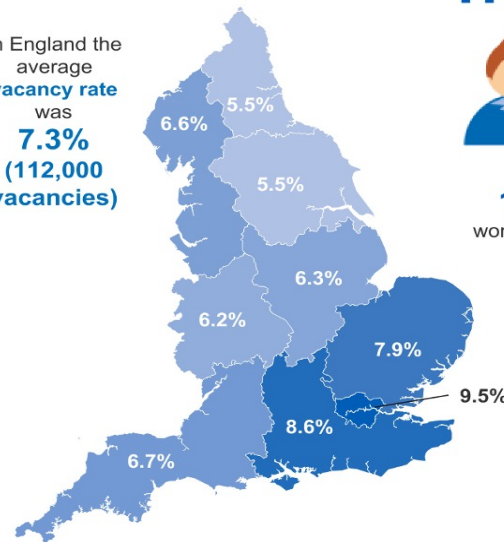 England the
average
vacancy rate
was
7.3%
(112,000
vacancies)
5.5%
6.6%
5.5%
6.3%
6.2%
7.9%
9.5%
8.6%
6.7%